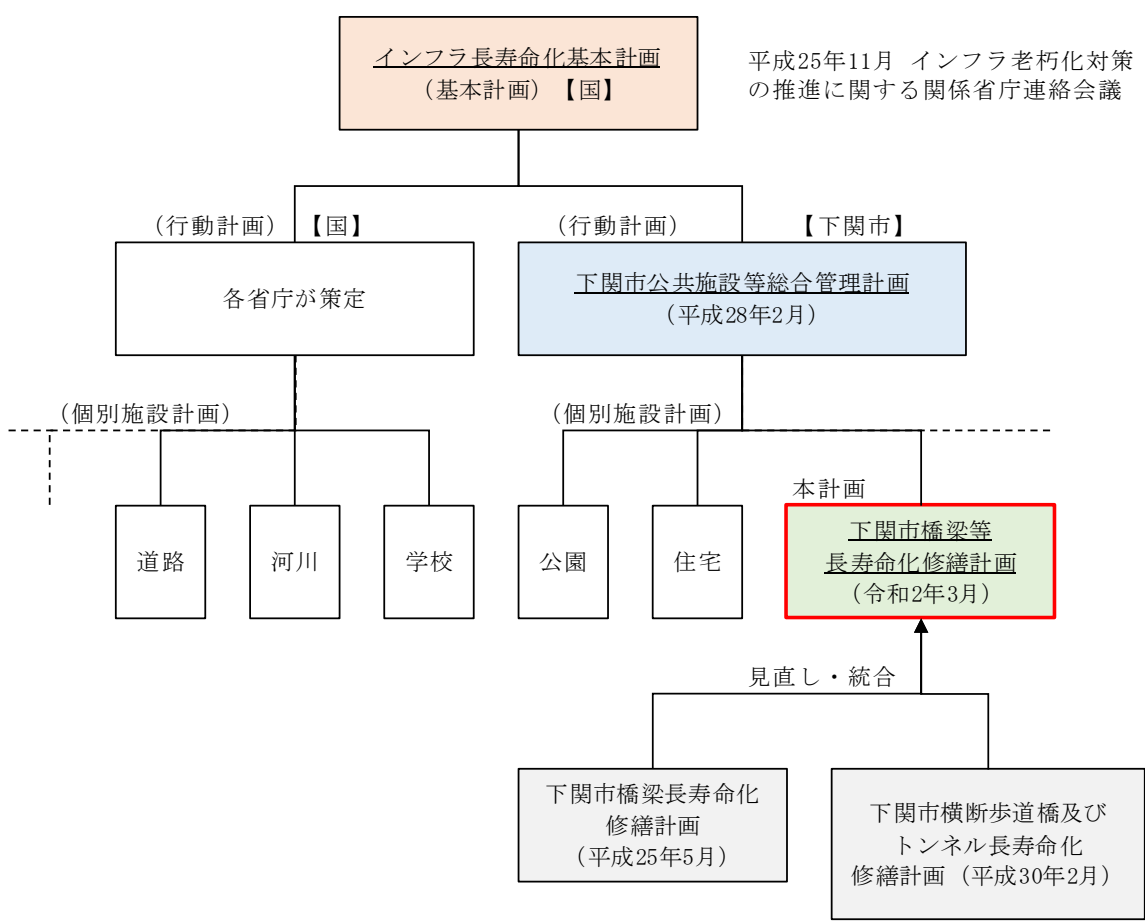 インフラ長寿命化基本計画
(基本計画)【国】
平成25年11月 インフラ老朽化対策
の推進に関する関係省庁連絡会議
(行動計画) 【国】
(行動計画) 【下関市】
各省庁が策定
下関市公共施設等総合管理計画
(平成28年2月)
(個別施設計画)
(個別施設計画)
本計画
道路
河川
学校
公園
住宅
下関市橋梁等
長寿命化修繕計画
(令和2年3月)
見直し・統合
下関市橋梁長寿命化
修繕計画
(平成25年5月)
下関市横断歩道橋及び
トンネル長寿命化
修繕計画(平成30年2月)